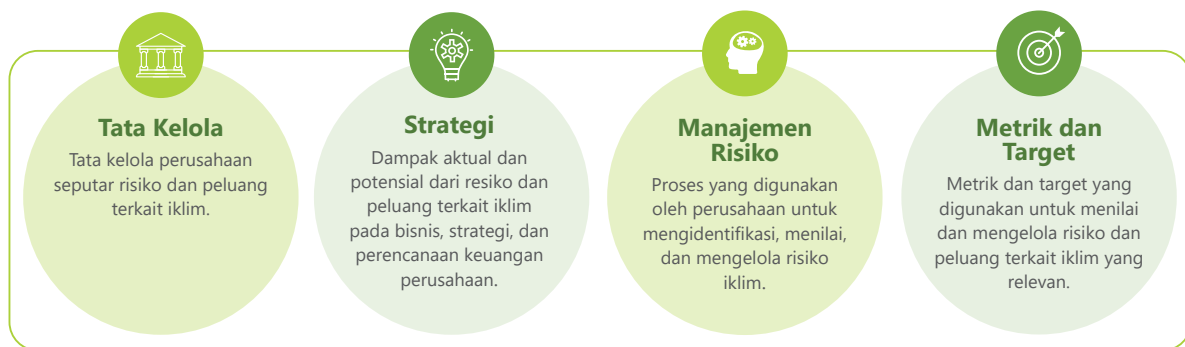 Tata Kelola
Tata kelola perusahaan
seputar risiko dan peluang
terkait iklim.
Strategi
Dampak aktual dan
potensial dari resiko dan
peluang terkait iklim
pada bisnis, strategi, dan
perencanaan keuangan
perusahaan.
Manajemen
Risiko
Proses yang digunakan
oleh perusahaan untuk
mengidentifikasi, menilai,
dan mengelola risiko
iklim.
Metrik dan
Target
Metrik dan target yang
digunakan untuk menilai
dan mengelola risiko dan
peluang terkait iklim yang
relevan.